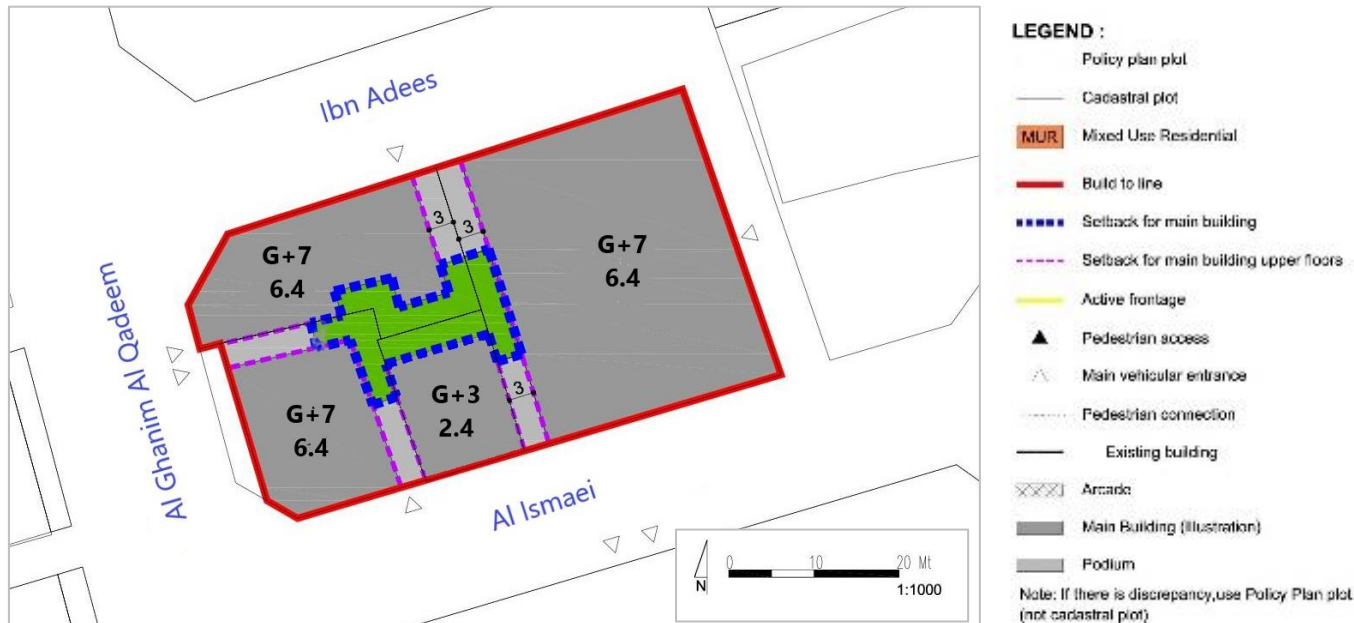 Ibn Adees
3
3
G+7
6.4
G+7
6.4
Al Ghanim Al Qadeem
G+7
6.4
G+3
2.4
3
Al Ismaei
N
0 10 20 Mt
1:1000
LEGEND :
Policy plan plot
Cadastral plot
MUR Mixed Use Residential
Build to line
Setback for main building
Setback for main building upper floors
Active frontage
Pedestrian access
Main vehicular entrance
Pedestrian connection
Existing building
Arcade
Main Building (Illustration)
Podium
Note: If there is discrepancy,use Policy Plan plot
(not cadastral plot)